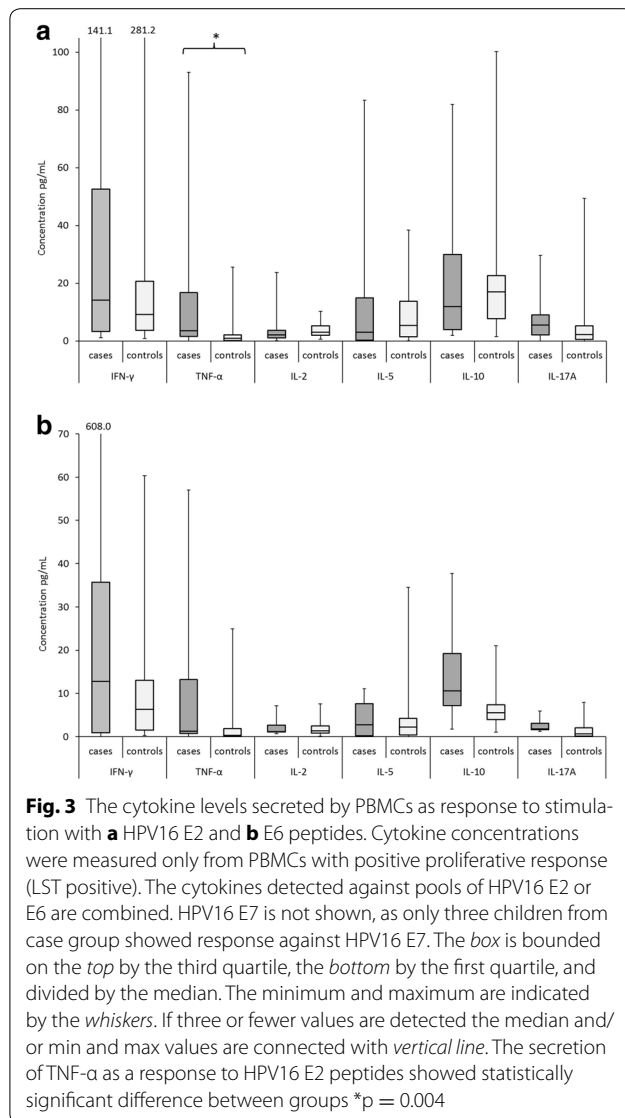 a
141.1 281.2 *
100
80
60
40
20
0
Concentration pg/mL
cases controls cases controls cases controls cases controls cases controls cases controls
IFN-γ TNF-α IL-2 IL-5 IL-10 IL-17A
b
608.0
70
60
50
40
30
20
10
0
Concentration pg/mL
cases controls cases controls cases controls cases controls cases controls cases controls
IFN-γ TNF-α IL-2 IL-5 IL-10 IL-17A
Fig. 3 The cytokine levels secreted by PBMCs as response to stimula-
tion with a HPV16 E2 and b E6 peptides. Cytokine concentrations
were measured only from PBMCs with positive proliferative response
(LST positive). The cytokines detected against pools of HPV16 E2 or
E6 are combined. HPV16 E7 is not shown, as only three children from
case group showed response against HPV16 E7. The box is bounded
on the top by the third quartile, the bottom by the first quartile, and
divided by the median. The minimum and maximum are indicated
by the whiskers. If three or fewer values are detected the median and/
or min and max values are connected with vertical line. The secretion
of TNF-α as a response to HPV16 E2 peptides showed statistically
significant difference between groups *p = 0.004